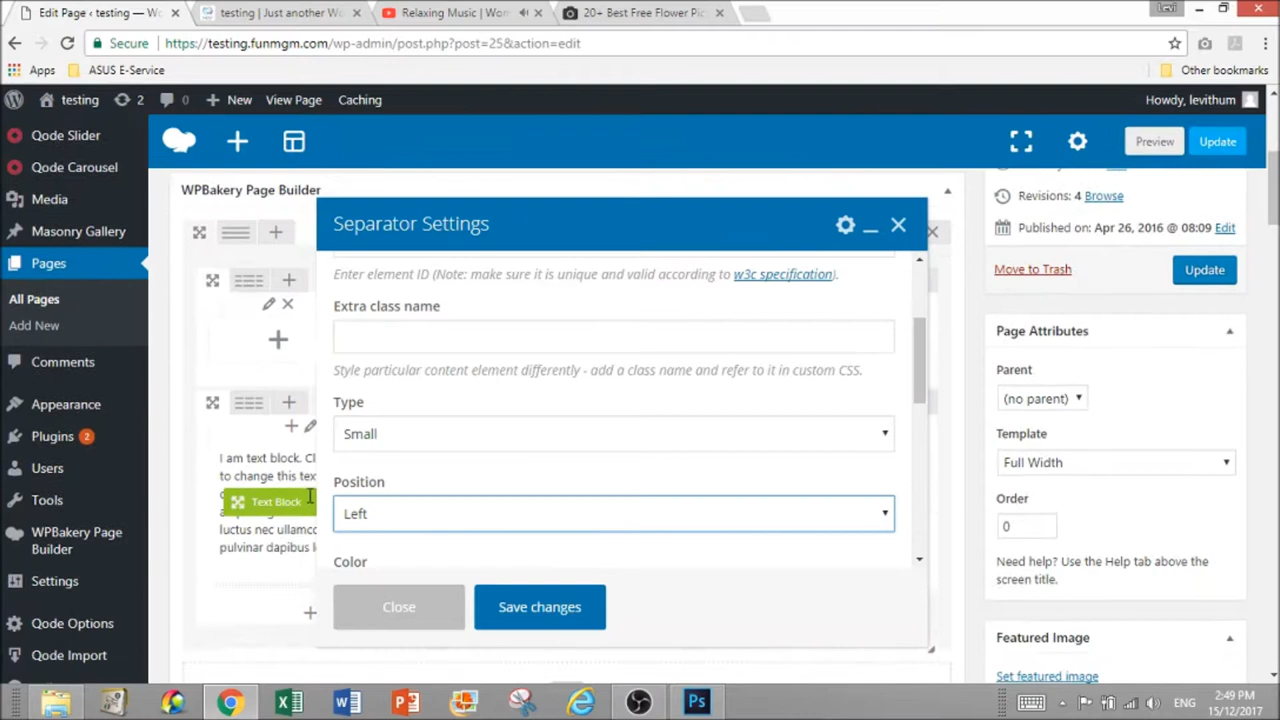 Edit Page ‹ testing — Wo
testing | Just another W
Relaxing Music | Wom
20+ Best Free Flower Pic
Levi
Secure
https://testing.funmgm.com/wp-admin/post.php?post=25&action=edit
Apps
ASUS E-Service
Other bookmarks
testing
2
0
New
View Page
Caching
Howdy, levithum
Qode Slider
Qode Carousel
Media
Masonry Gallery
Pages
All Pages
Add New
Comments
Appearance
Plugins 2
Users
Tools
WPBakery Page
Builder
Settings
Qode Options
Qode Import
Preview
Update
WPBakery Page Builder
I am text block. Cl
to change this tex
Text Block
luctus nec ullamco
pulvinar dapibus l
Separator Settings
Enter element ID (Note: make sure it is unique and valid according to w3c specification).
Extra class name
Style particular content element differently - add a class name and refer to it in custom CSS.
Type
Small
Position
Left
Color
Close
Save changes
Revisions: 4 Browse
Published on: Apr 26, 2016 @ 08:09 Edit
Move to Trash
Update
Page Attributes
Parent
(no parent)
Template
Full Width
Order
0
Need help? Use the Help tab above the
screen title.
Featured Image
Set featured image
ENG
2:49 PM
15/12/2017